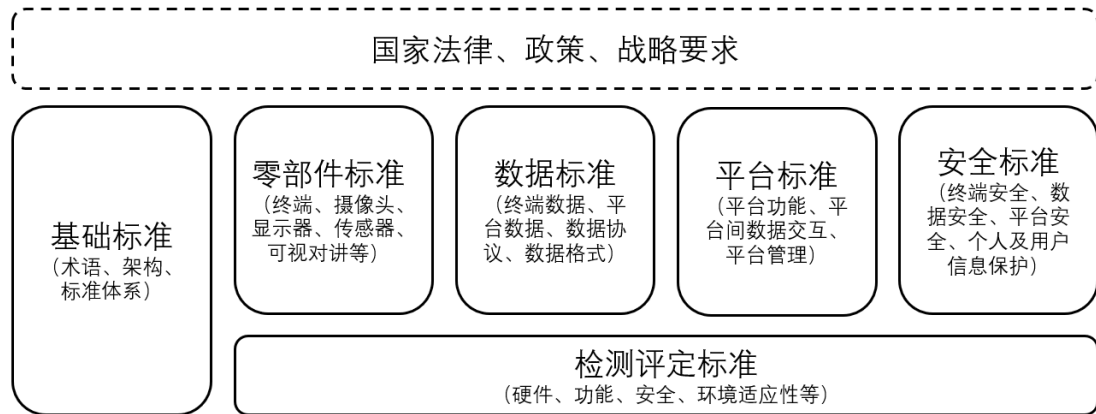 国家法律、政策、战略要求
基础标准
（术语、架构、
标准体系）
零部件标准
（终端、摄像头、
显示器、传感器、
可视对讲等）
数据标准
（终端数据、平
台数据、数据协
议、数据格式）
平台标准
（平台功能、平
台间数据交互、
平台管理）
安全标准
（终端安全、数
据安全、平台安
全、个人及用户
信息保护）
检测评定标准
（硬件、功能、安全、环境适应性等）